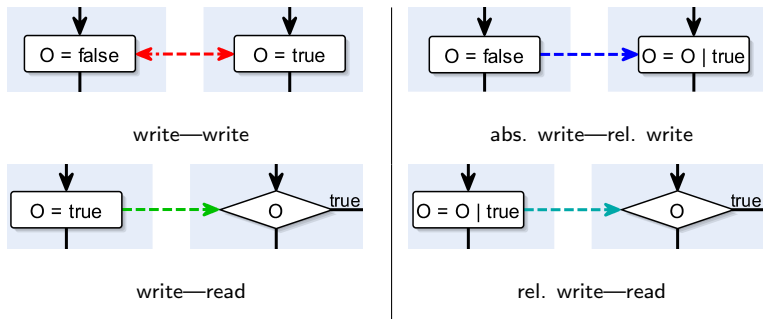 O = false
O = true
write—write
O = false
O = O | true
abs. write—rel. write
O = true
O
true
write—read
O = O | true
O
true
rel. write—read